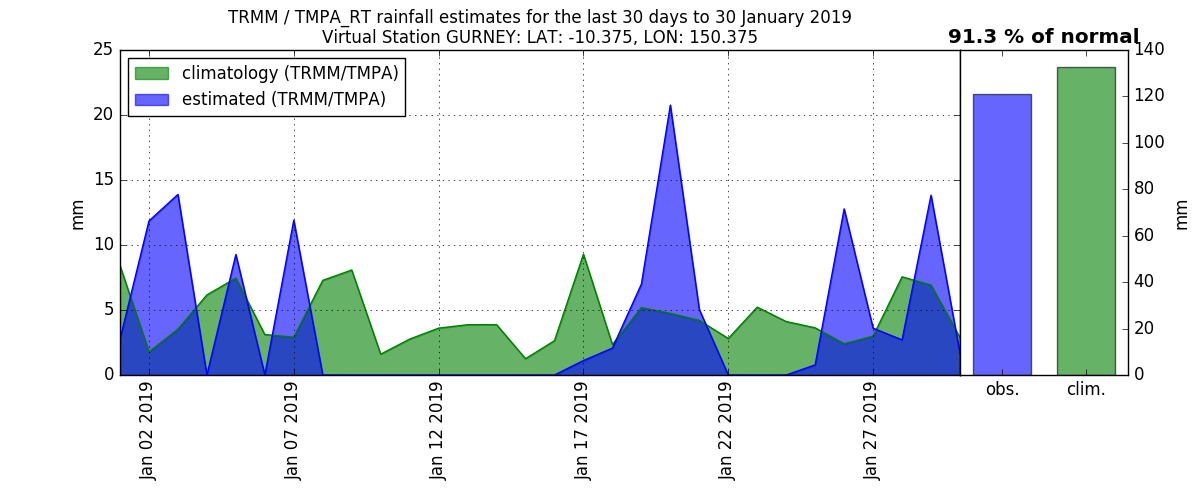 TRMM / TMPA_RT rainfall estimates for the last 30 days to 30 January 2019
Virtual Station GURNEY: LAT: -10.375, LON: 150.375
91.3 % of normal
climatology (TRMM/TMPA)
estimated (TRMM/TMPA)
25
20
15
10
5
0
mm
Jan 02 2019
Jan 07 2019
Jan 12 2019
Jan 17 2019
Jan 22 2019
Jan 27 2019
obs.
clim.
140
120
100
80
60
40
20
0
mm